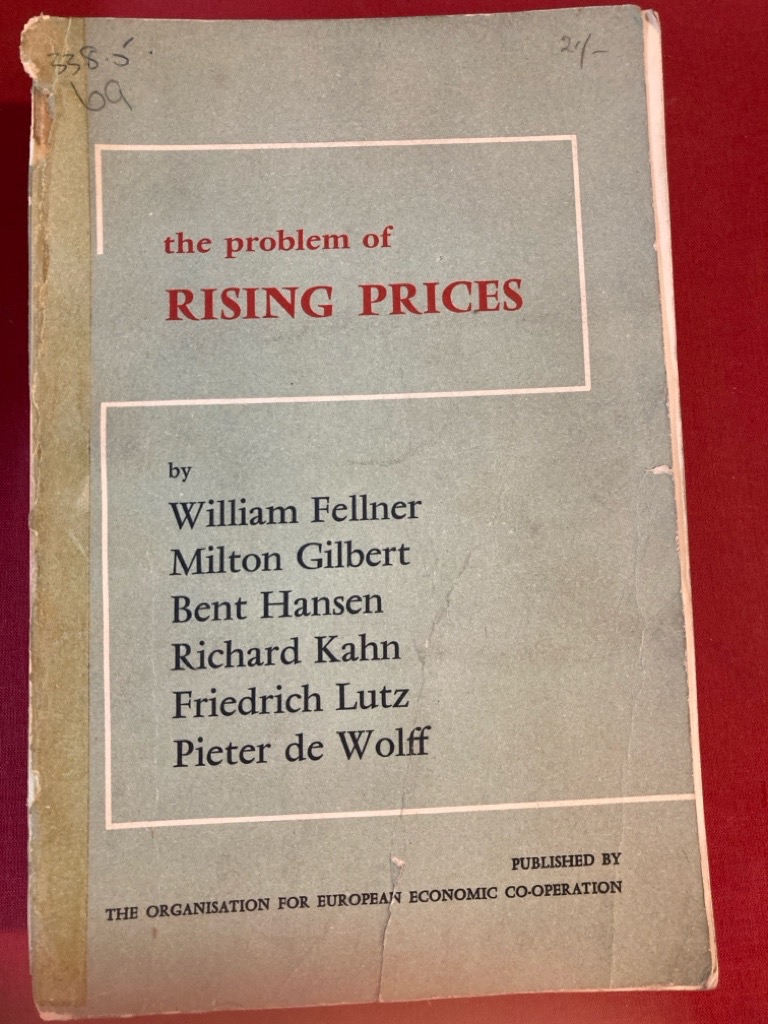 338.5.
69
2/-
the problem of
RISING PRICES
by
William Fellner
Milton Gilbert
Bent Hansen
Richard Kahn
Friedrich Lutz
Pieter de Wolff
PUBLISHED BY
THE ORGANISATION FOR EUROPEAN ECONOMIC CO-OPERATION